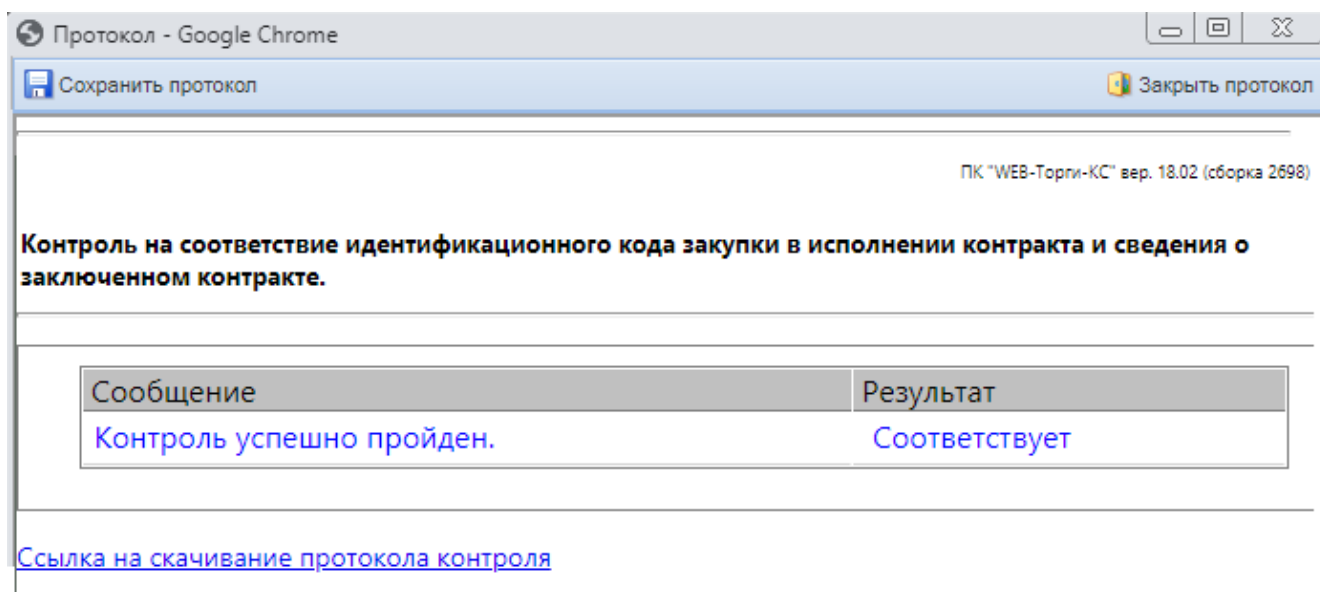 Протокол - Google Chrome
Сохранить протокол Закрыть протокол
ПК "WEB-Торги-КС" вер. 18.02 (сборка 2698)
Контроль на соответствие идентификационного кода закупки в исполнении контракта и сведения о
заключенном контракте.
Сообщение Результат
Контроль успешно пройден. Соответствует
Ссылка на скачивание протокола контроля